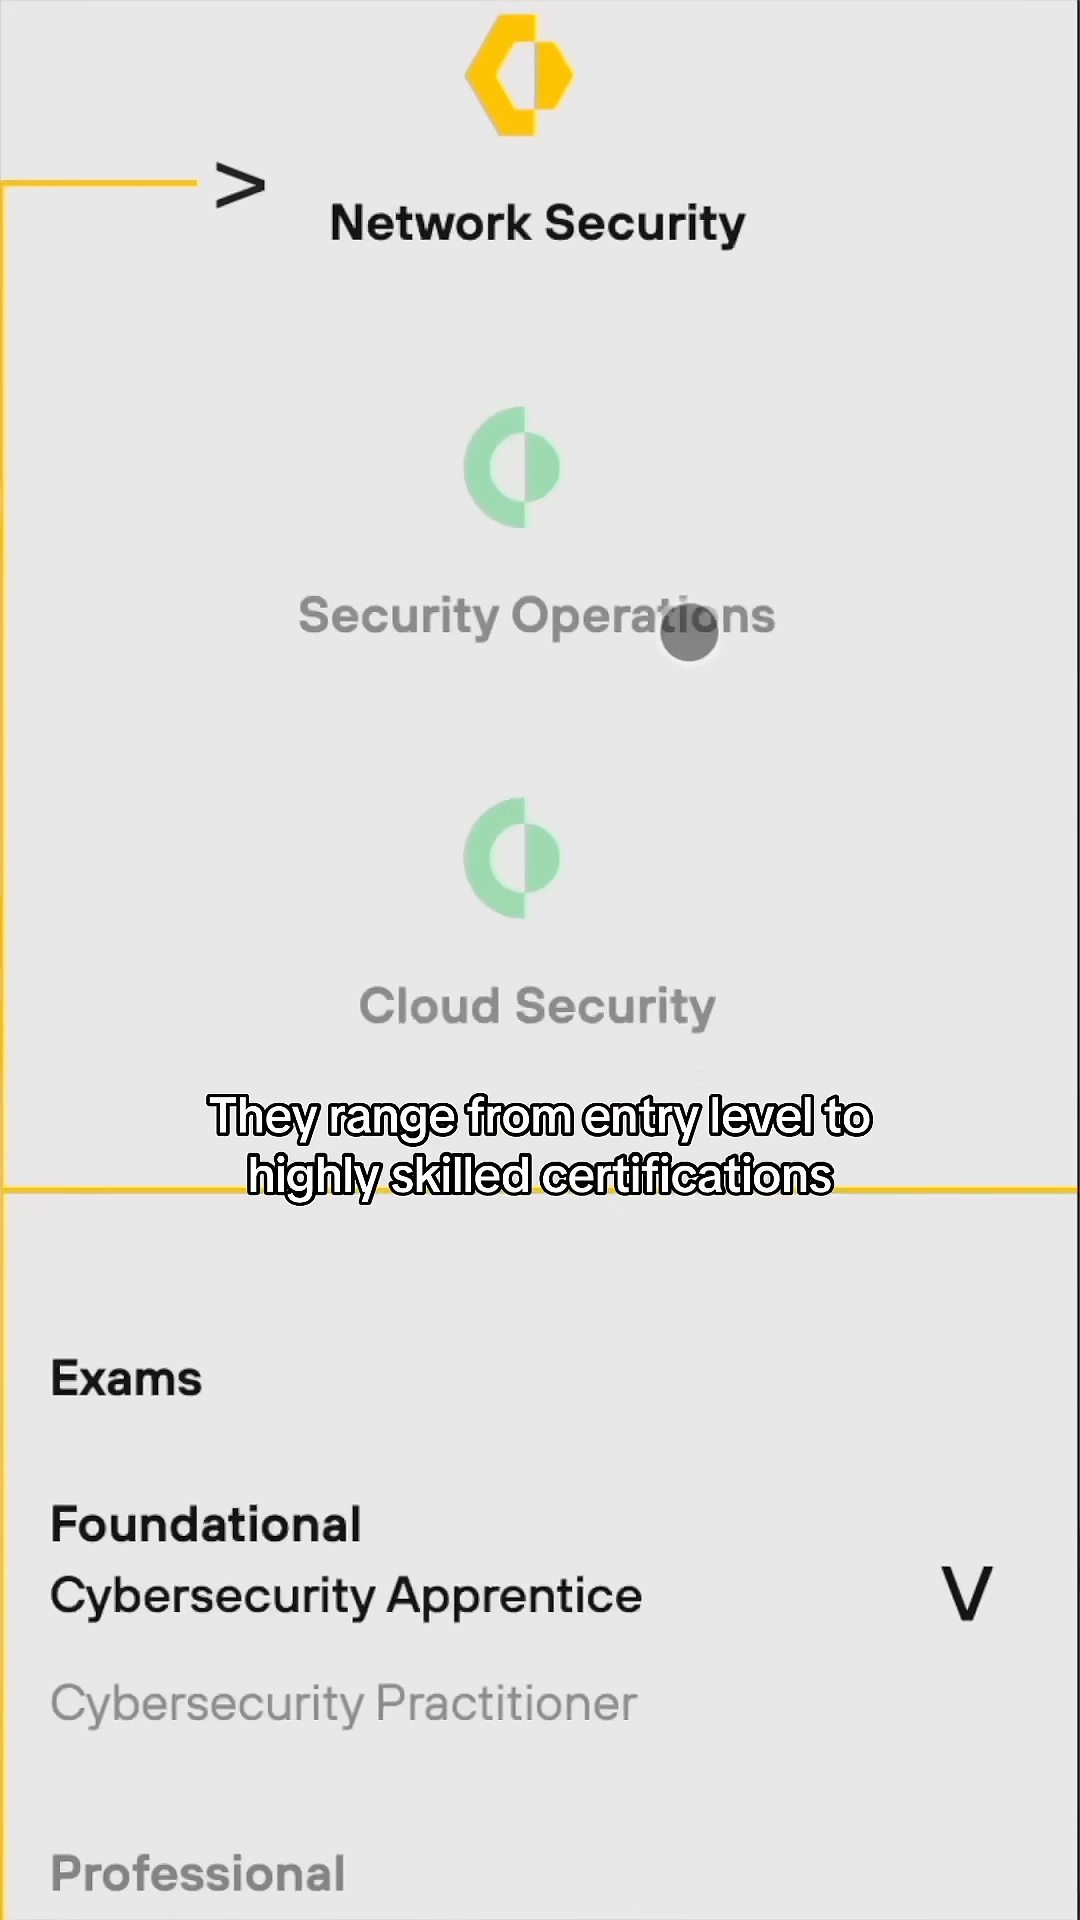 >
Network Security
Security Operations
Cloud Security
They range from entry level to
highly skilled certifications
Exams
Foundational
Cybersecurity Apprentice
V
Cybersecurity Practitioner
Professional